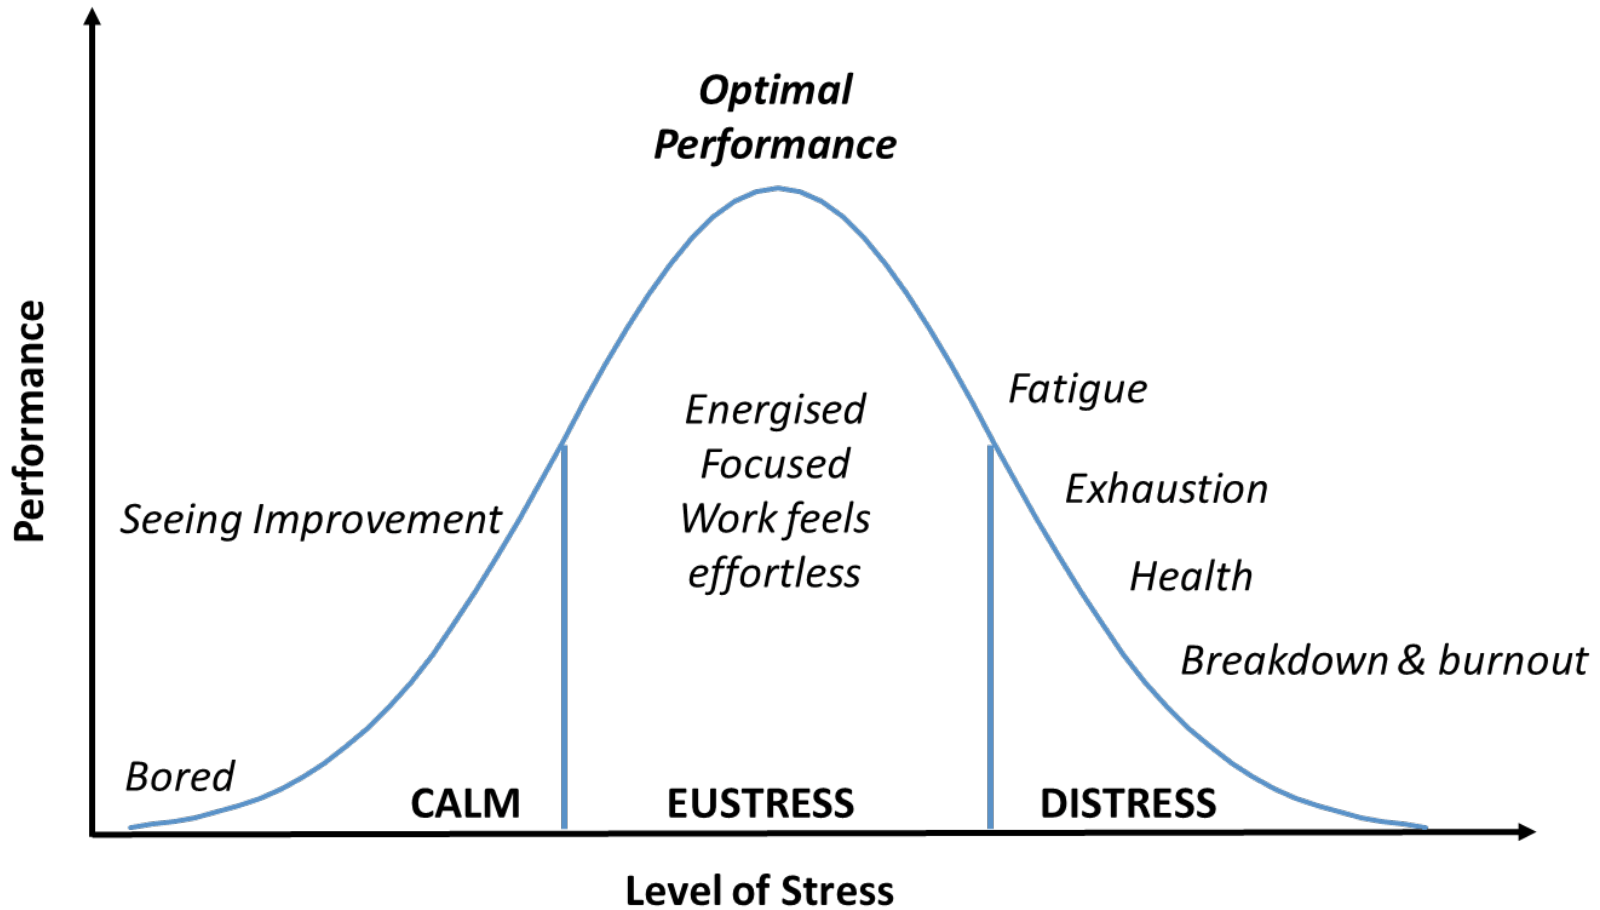 Optimal
Performance
Performance
Fatigue
Energised
Focused
Work feels
effortless
Exhaustion
Seeing Improvement
Health
Breakdown & burnout
Bored
CALM
EUSTRESS
DISTRESS
Level of Stress